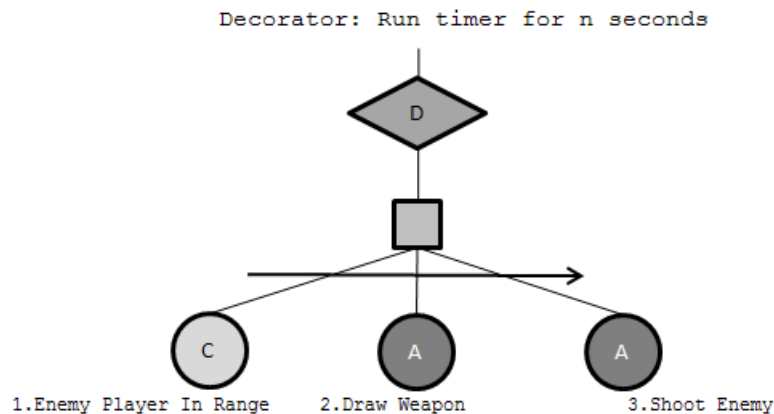 Decorator: Run timer for n seconds
D
C
A
A
1.Enemy Player In Range
2.Draw Weapon
3.Shoot Enemy